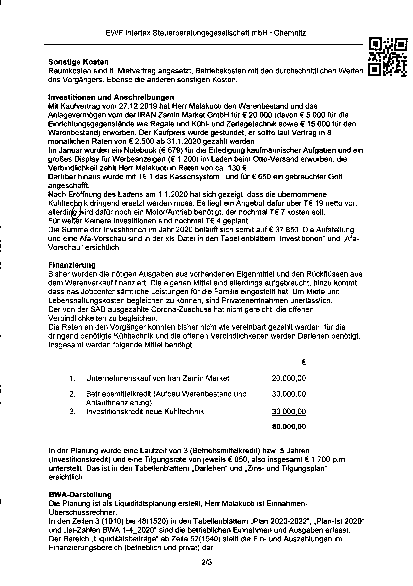 EWF Intertax Steuerberatungsgesellschaft mbH - Chemnitz
Sonstige Kosten
Raumkosten sind lt. Mietvertrag angesetzt, Betriebskosten mit den durchschnittlichen Werten
des Vorgängers. Ebenso die anderen sonstigen Kosten.
Investitionen und Anschreibungen
Mit Kaufvertrag vom 27.12.2019 hat Herr Malakuoti den Warenbestand und das
Anlagevermögen vom der IRAN Zamin Market GmbH für € 20.000 (davon € 5.000 für die
Einrichtungsgegenstände wie Regale und Kühl- und Zerlegetechnik sowie € 15.000 für den
Warenbestand) erworben. Der Kaufpreis wurde gestundet, er sollte laut Vertrag in 8
monatlichen Raten von € 2.500 ab 31.1.2020 gezahlt werden.
Im Januar wurden ein Notebook (€ 679) für die Erledigung kaufmännischer Aufgaben und ein
großes Display für Werbeanzeigen (€ 1.200) im Laden beim Otto-Versand erworben, die
Verbindlichkeit zahlt Herr Malakuoti in Raten von ca. 130 €.
Darüber hinaus wurde mit T€ 1 das Kassensystem und für € 650 ein gebrauchter Grill
angeschafft.
Nach Eröffnung des Ladens am 1.1.2020 hat sich gezeigt, dass die übernommene
Kühltechnik dringend ersetzt werden muss. Es liegt ein Angebot dafür über T€ 19 netto vor,
allerdings wird dafür noch ein Motor/Antrieb benötigt, der nochmal T€ 7 kosten soll.
Für weiter kleinere Investitionen sind nochmal T€ 4 geplant.
Die Summe der Investitionen im Jahr 2020 beläuft sich somit auf € 37.850. Die Aufstellung
und eine Afa-Vorschau sind in der xls Datei in den Tabellenblättern „Investitionen" und „Afa-
Vorschau" ersichtlich.
Finanzierung
Bisher wurden die nötigen Ausgaben aus vorhandenen Eigenmittel und den Rückflüssen aus
dem Warenverkauf finanziert. Die eigenen Mittel sind allerdings aufgebraucht, hinzu kommt
dass das Jobcenter sämtliche Leistungen für die Familie eingestellt hat. Um Miete und
Lebenshaltungskosten begleichen zu können, sind Privatentnahmen unerlässlich.
Der von der SAB ausgezahlte Corona-Zuschuss hat nicht gereicht, die offenen
Verbindlichkeiten zu begleichen.
Die Raten an den Vorgänger konnten bisher nicht wie vereinbart gezahlt werden, für die
dringend benötigte Kühltechnik und die offenen Verbindlichkeiten werden Darlehen benötigt.
Insgesamt werden folgende Mittel benötigt:
€
1. Unternehmenskauf von Iran Zamin Market 20.000,00
2. Betriebsmittelkredit (Aufbau Warenbestand und 30.000,00
Anlauffinanzierung)
3. Investitionskredit neue Kühltechnik 30.000,00
80.000,00
In der Planung wurde eine Laufzeit von 3 (Betriebsmittelkredit) bzw. 5 Jahren
(Investitionskredit) und eine Tilgungsrate von jeweils € 850, also insgesamt € 1.700 p.m.
unterstellt. Das ist in den Tabellenblättern „Darlehen" und „Zins- und Tilgungsplan"
ersichtlich.
BWA-Darstellung
Die Planung ist als Liquiditätsplanung erstellt, Herr Malakuoti ist Einnahmen-
Überschussrechner.
In den Zeilen 3 (1010) bis 48(1520) in den Tabellenblättern „Plan 2020-2022", „Plan-Ist 2020"
und „Ist-Zahlen BWA 1-4_2020" sind die betrieblichen Einnahmen und Ausgaben erfasst.
Der Bereich „Liquiditätsbeiträge" ab Zeile 52(1540) stellt die Ein- und Auszahlungen im
Finanzierungsbereich (betrieblich und privat) dar.
2/3